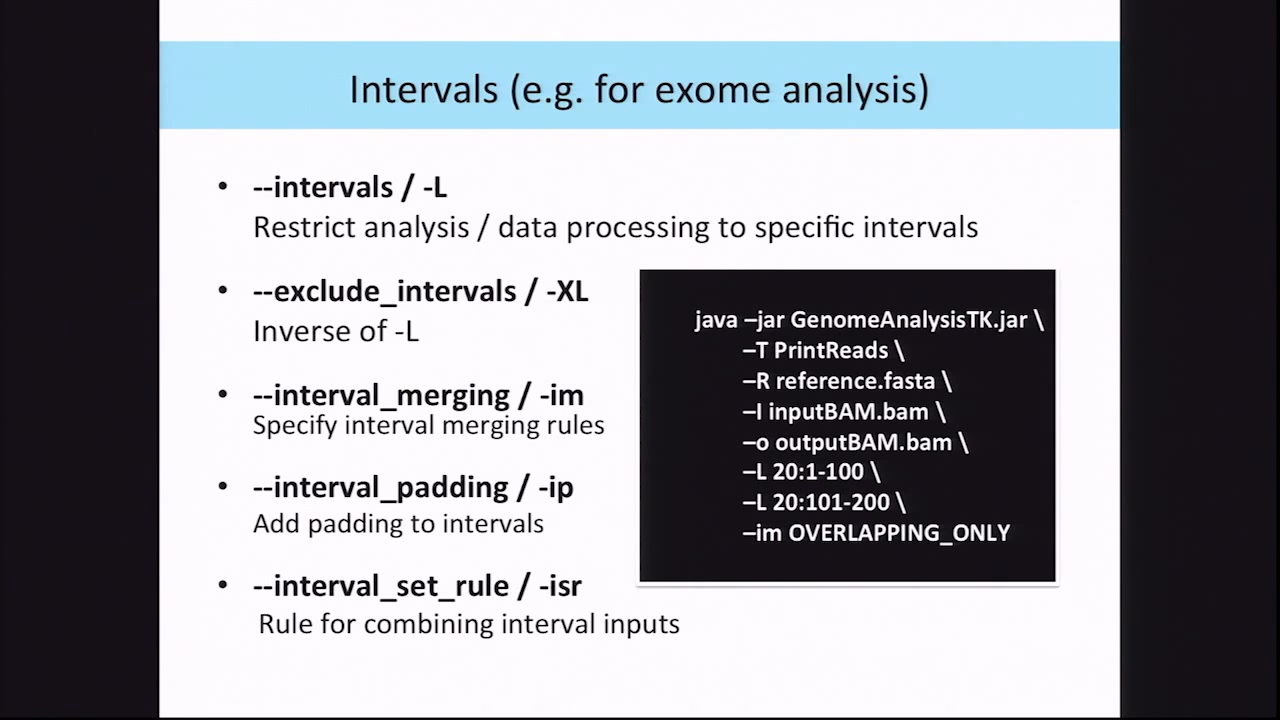 Intervals (e.g. for exome analysis)
• --intervals / -L
Restrict analysis / data processing to specific intervals
• --exclude_intervals / -XL
Inverse of -L
• --interval_merging / -im
Specify interval merging rules
• --interval_padding / -ip
Add padding to intervals
• --interval_set_rule / -isr
Rule for combining interval inputs
java –jar GenomeAnalysisTK.jar \
–T PrintReads \
–R reference.fasta \
–I inputBAM.bam \
–o outputBAM.bam \
–L 20:1-100 \
–L 20:101-200 \
–im OVERLAPPING_ONLY